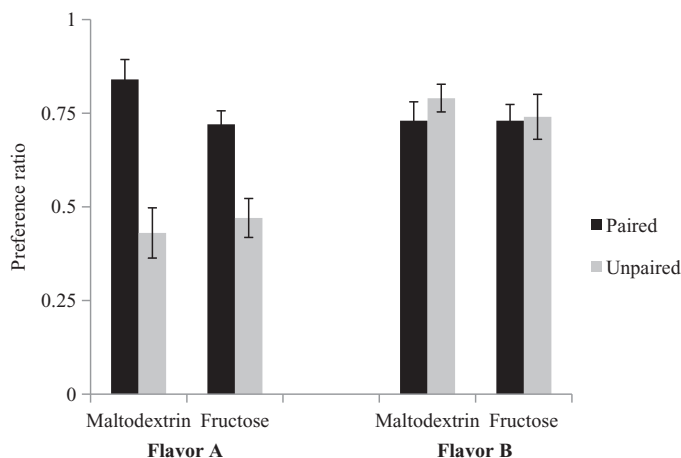 1
0.75
0.5
0.25
0
Preference ratio
Maltodextrin Fructose
Flavor A
Maltodextrin Fructose
Flavor B
Paired
Unpaired